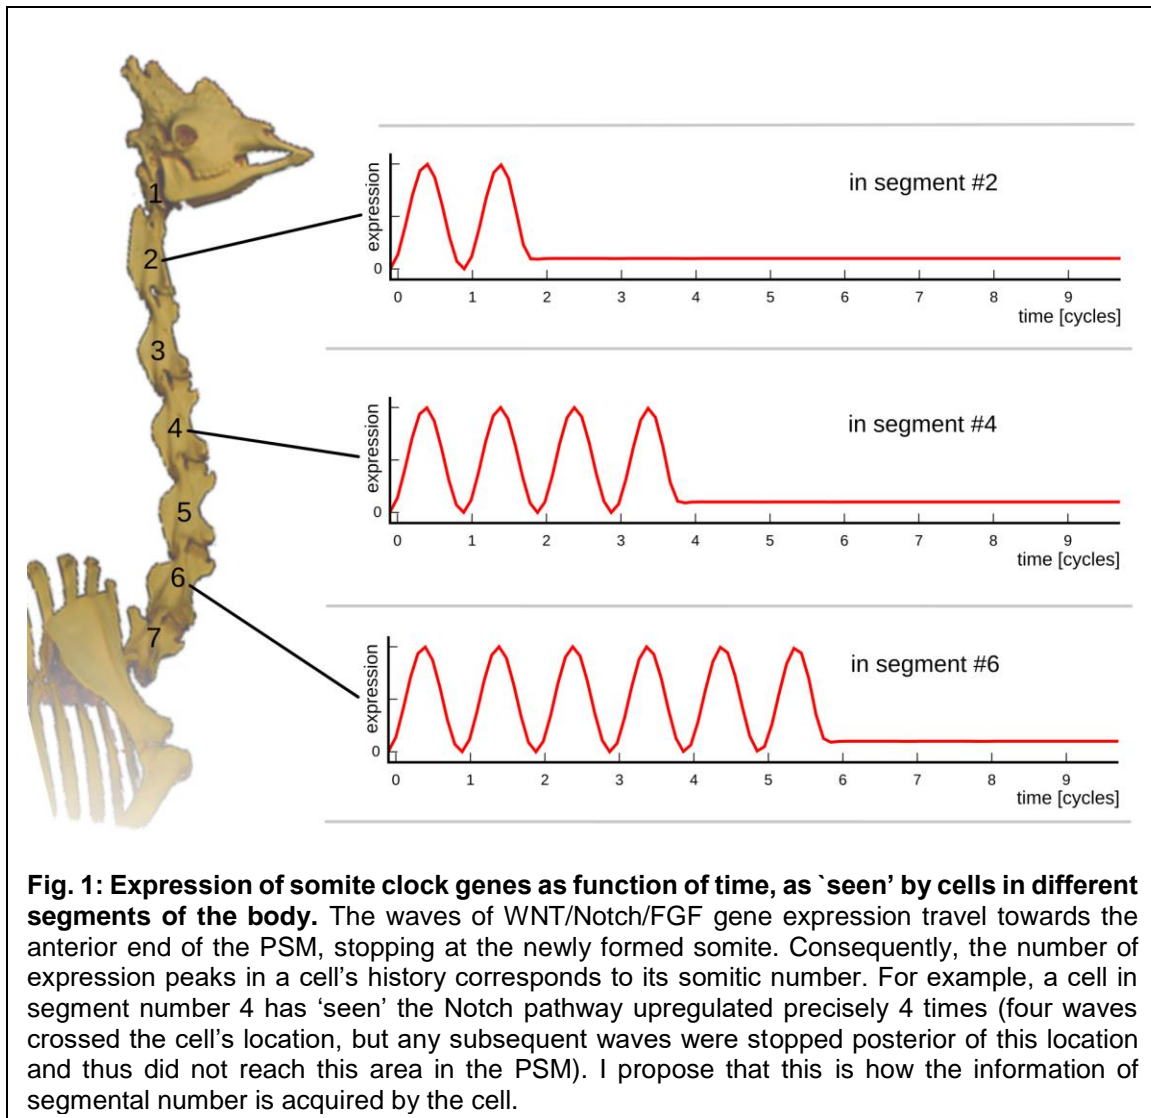 1
2
3
4
5
6
7
expression
0
in segment #2
0 1 2 3 4 5 6 7 8 9
time [cycles]
expression
0
in segment #4
0 1 2 3 4 5 6 7 8 9
time [cycles]
expression
0
in segment #6
0 1 2 3 4 5 6 7 8 9
time [cycles]
Fig. 1: Expression of somite clock genes as function of time, as `seen' by cells in different
segments of the body. The waves of WNT/Notch/FGF gene expression travel towards the
anterior end of the PSM, stopping at the newly formed somite. Consequently, the number of
expression peaks in a cell's history corresponds to its somitic number. For example, a cell in
segment number 4 has 'seen' the Notch pathway upregulated precisely 4 times (four waves
crossed the cell's location, but any subsequent waves were stopped posterior of this location
and thus did not reach this area in the PSM). I propose that this is how the information of
segmental number is acquired by the cell.